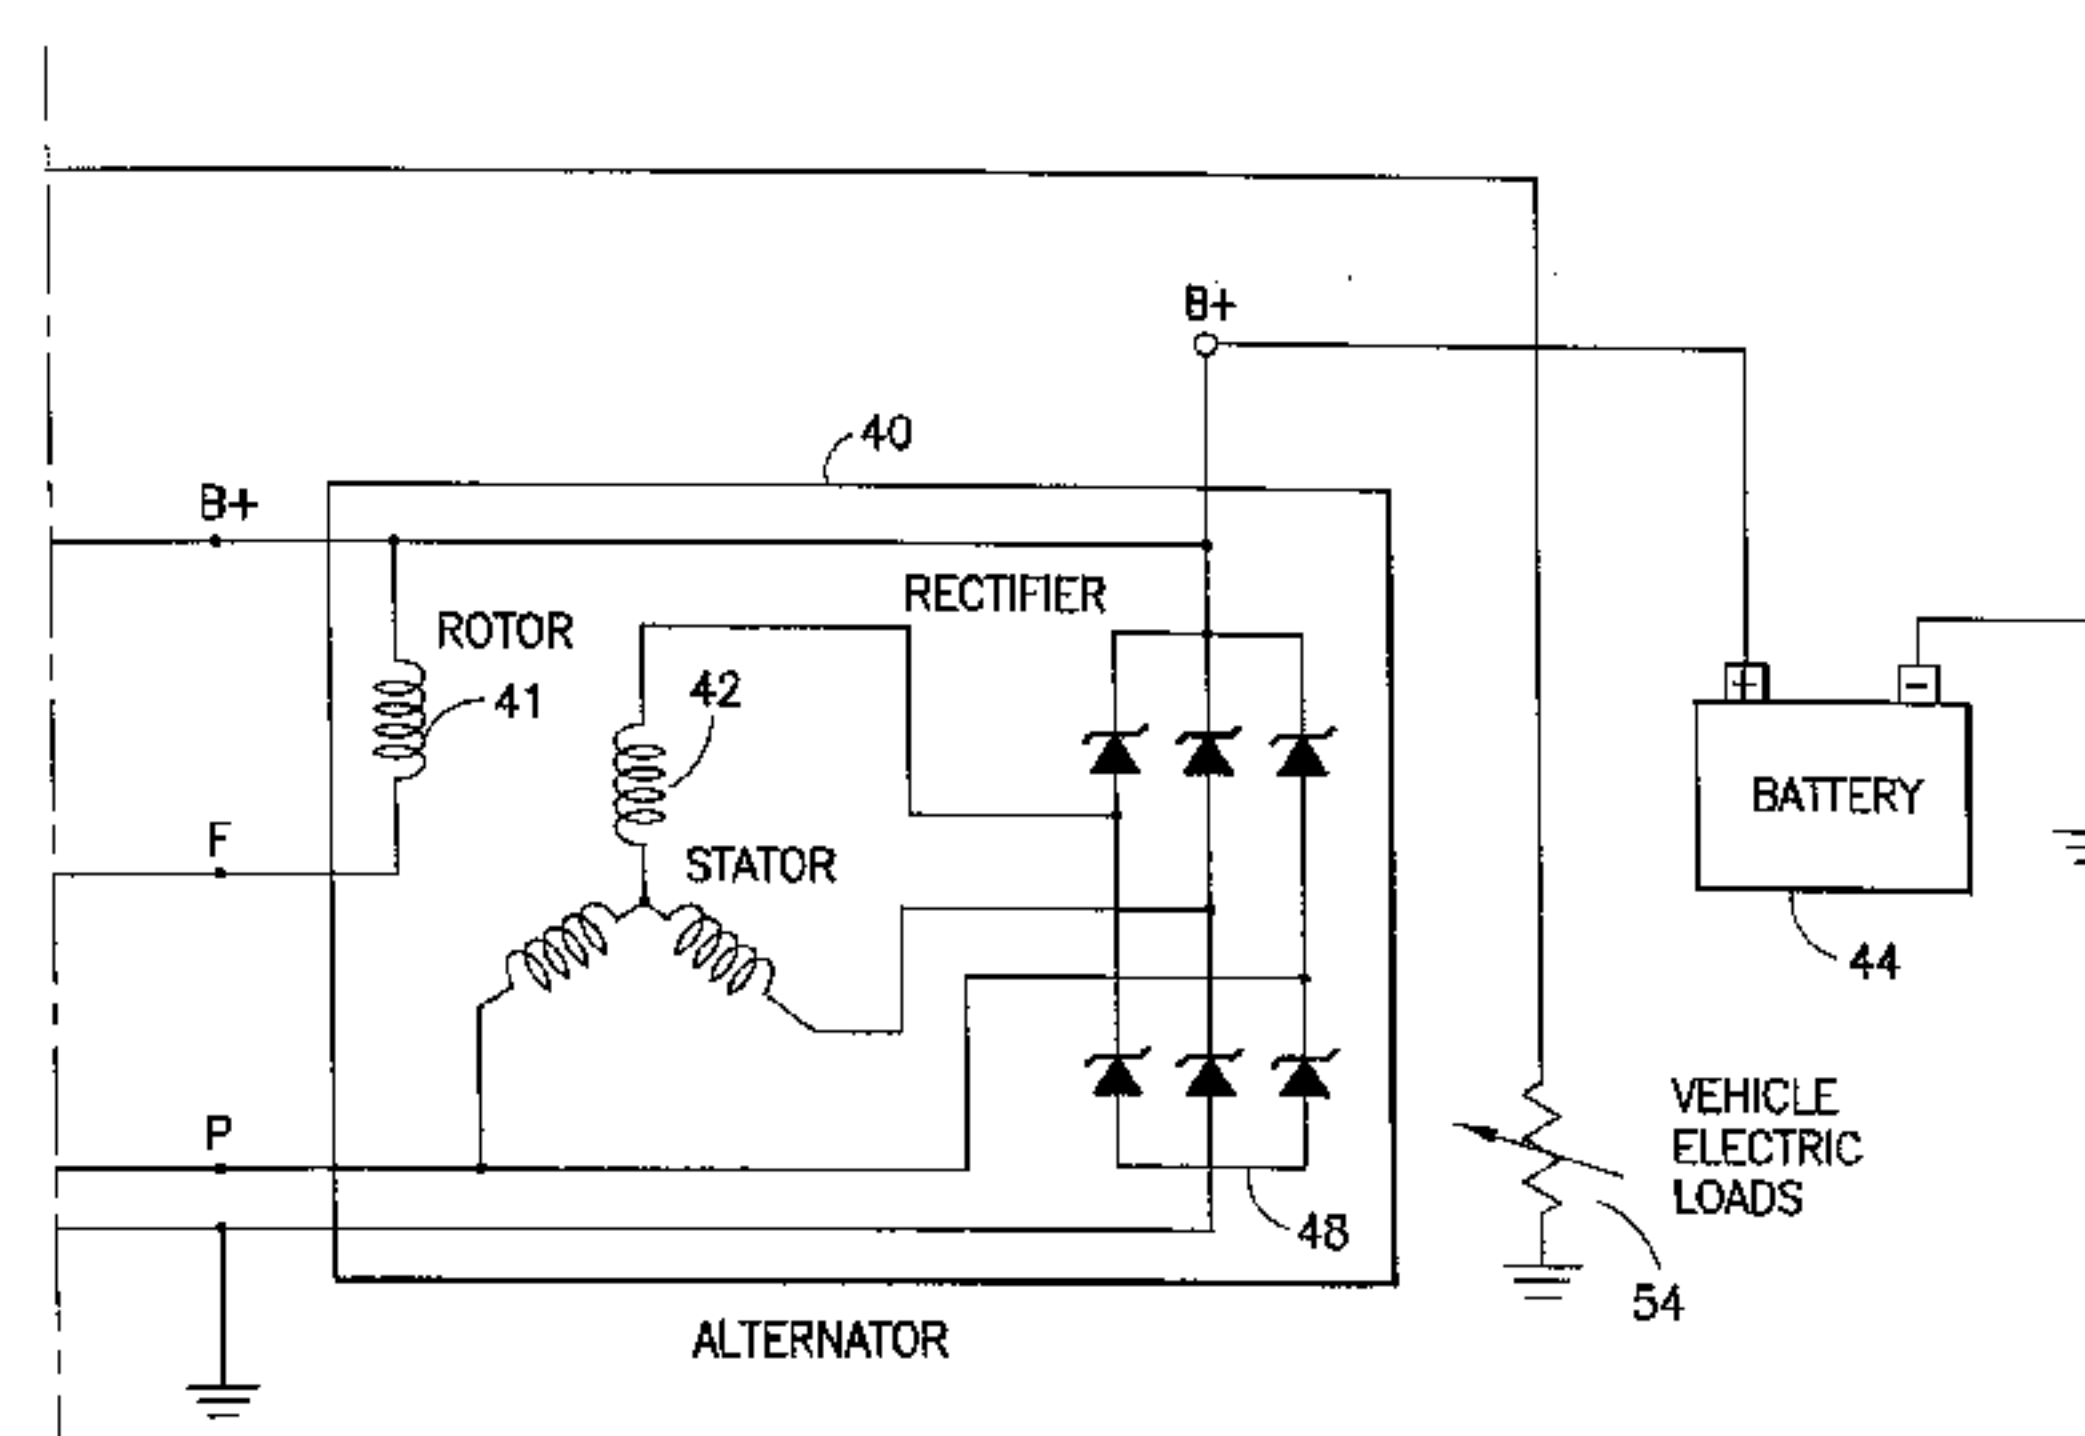 B+
40
B+
RECTIFIER
ROTOR
42
41
+
−
BATTERY
F
STATOR
44
P
VEHICLE
ELECTRIC
LOADS
48
54
ALTERNATOR